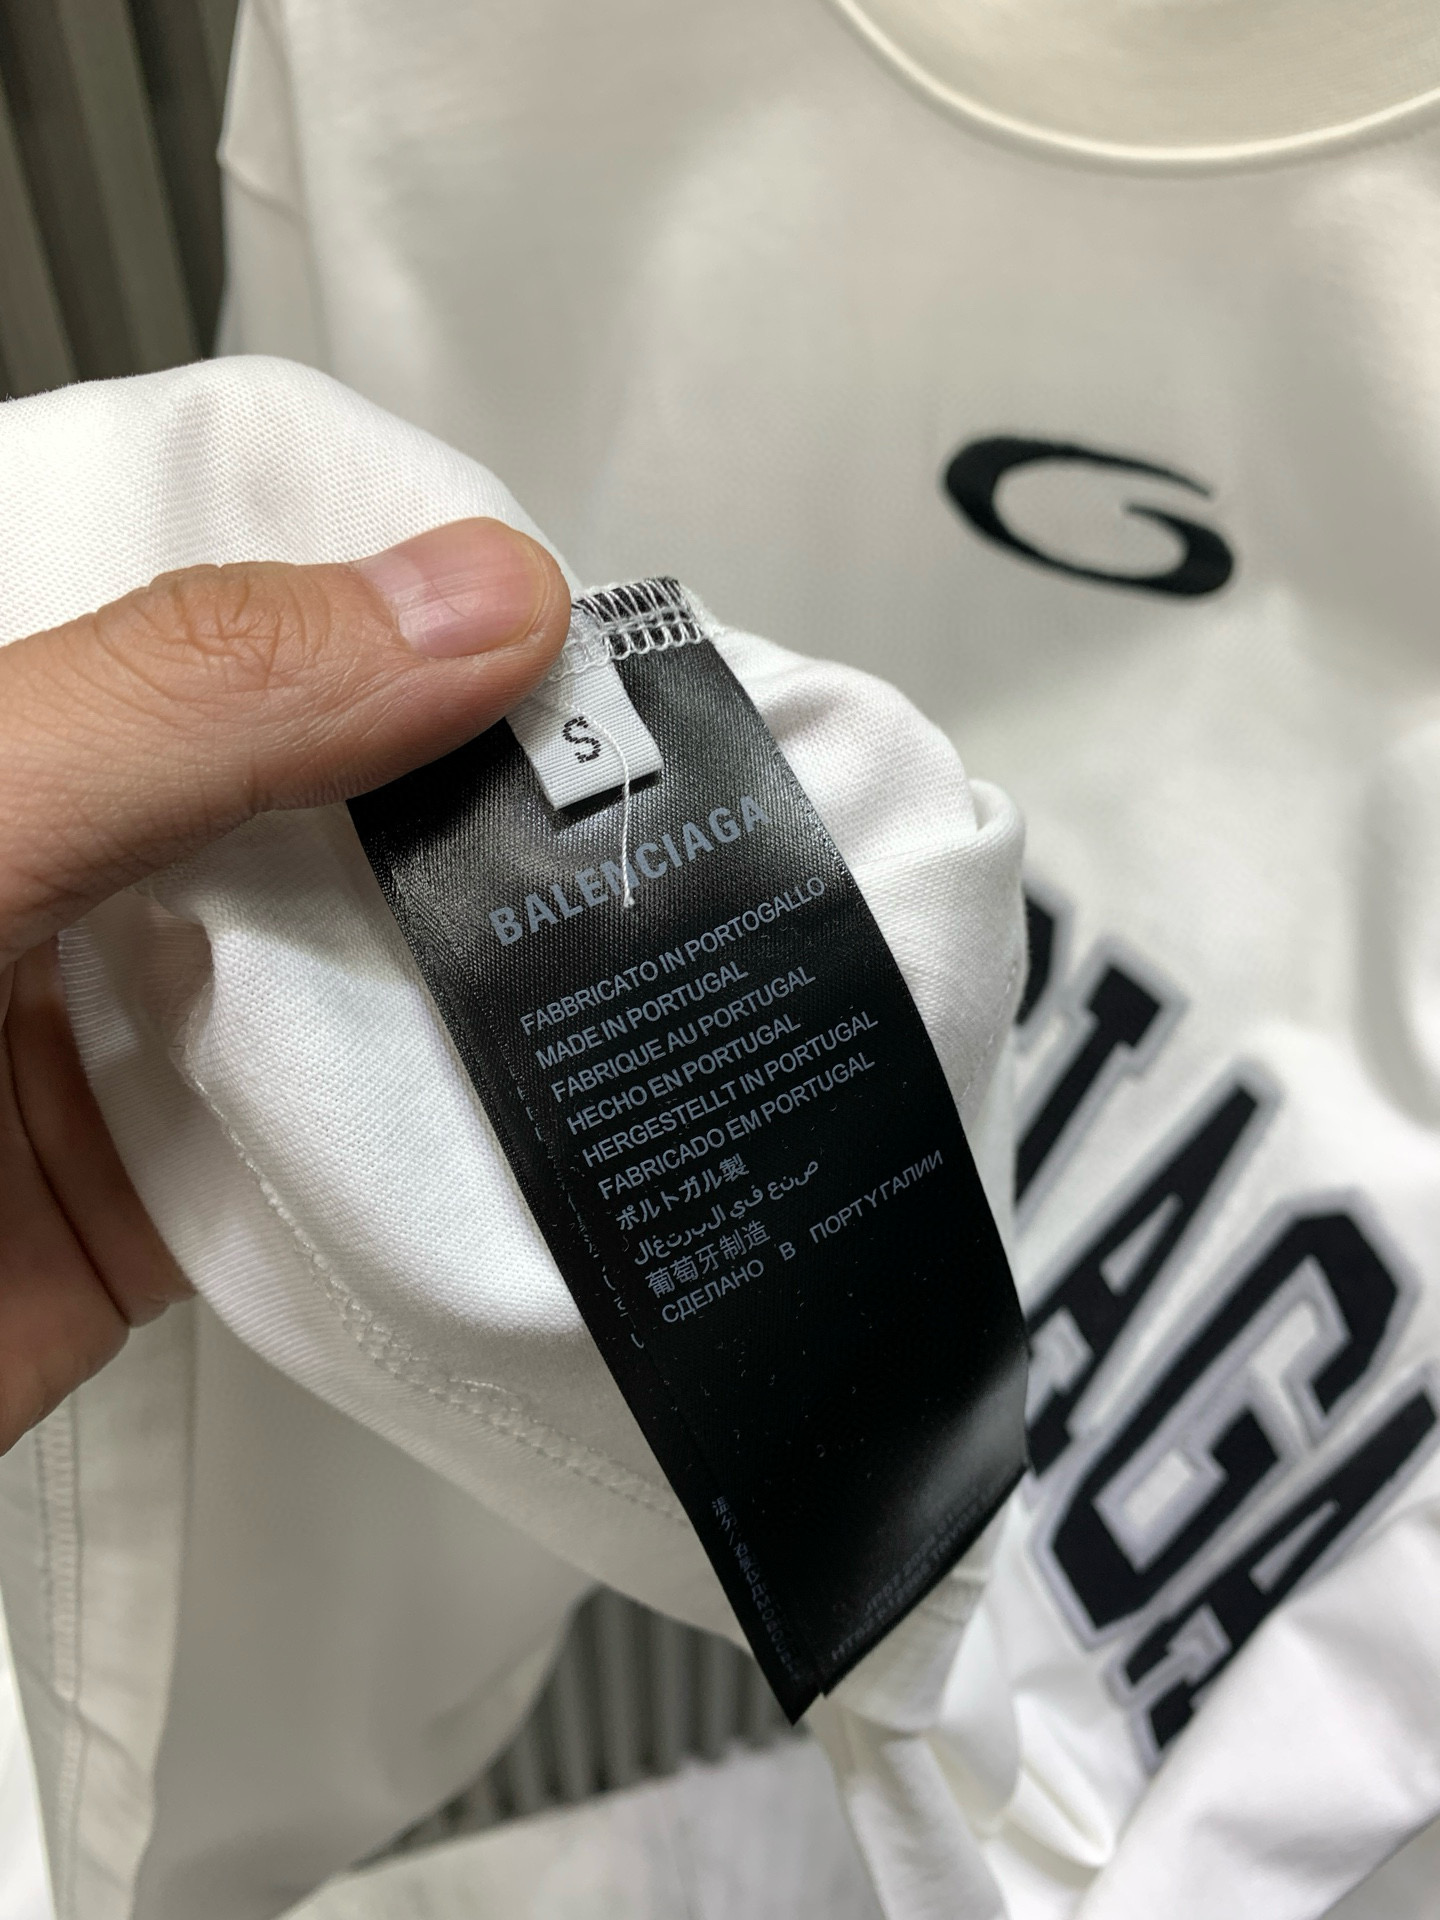 G
S
BALENCIAGA
FABBRICATO IN PORTOGALLO
MADE IN PORTUGAL
FABRIQUE AU PORTUGAL
HECHO EN PORTUGAL
HERGESTELLT IN PORTUGAL
FABRICADO EM PORTUGAL
ポルトガル製
صنع في البرتغال
葡萄牙制造
СДЕЛАНО В ПОРТУГАЛИИ
CIAGA